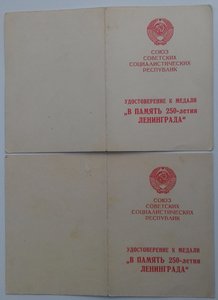 СОЮЗ
СОВЕТСКИХ
СОЦИАЛИСТИЧЕСКИХ
РЕСПУБЛИК
УДОСТОВЕРЕНИЕ К МЕДАЛИ
„В ПАМЯТЬ 250-летия
ЛЕНИНГРАДА“
СОЮЗ
СОВЕТСКИХ
СОЦИАЛИСТИЧЕСКИХ
РЕСПУБЛИК
УДОСТОВЕРЕНИЕ К МЕДАЛИ
„В ПАМЯТЬ 250-летия
ЛЕНИНГРАДА“